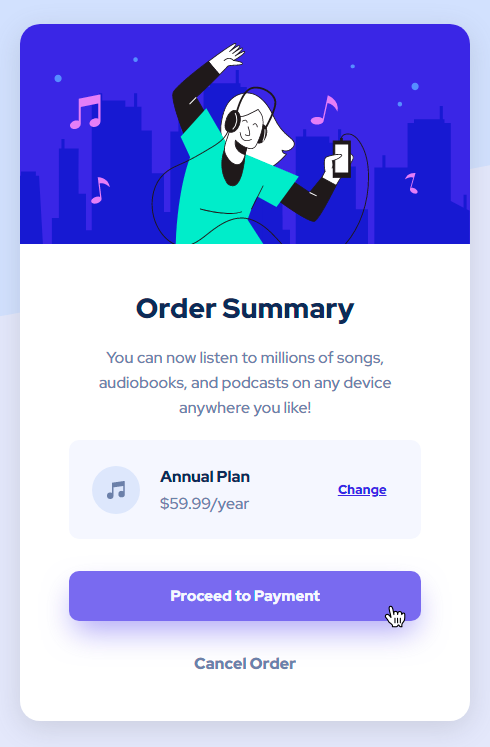 Order Summary
You can now listen to millions of songs,
audiobooks, and podcasts on any device
anywhere you like!
Annual Plan
$59.99/year
Change
Proceed to Payment
Cancel Order